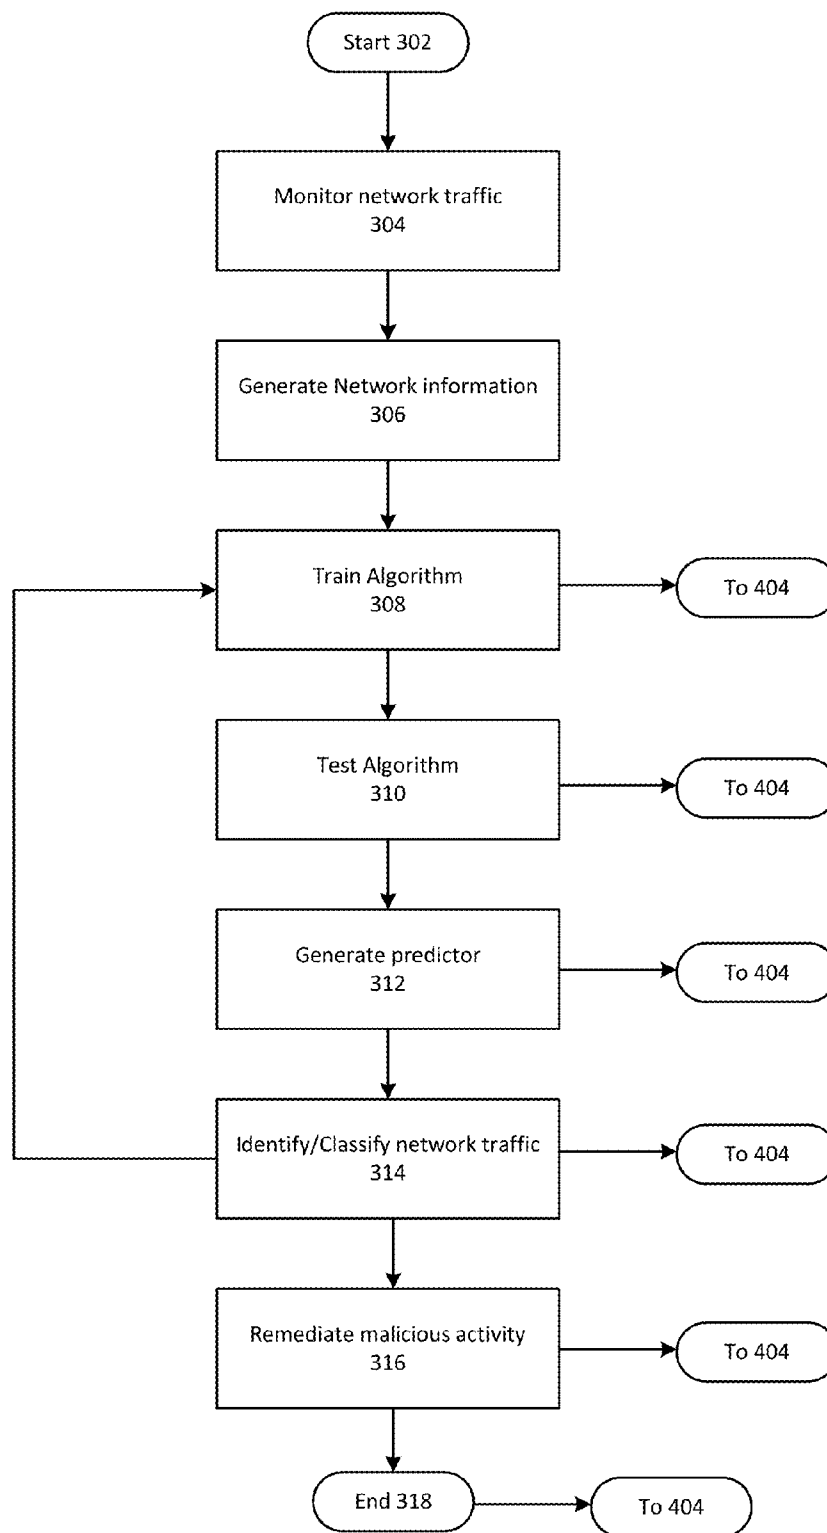 Start 302
Monitor network traffic
304
Generate Network information
306
Train Algorithm
308
To 404
Test Algorithm
310
To 404
Generate predictor
312
To 404
Identify/Classify network traffic
314
To 404
Remediate malicious activity
316
To 404
End 318
To 404